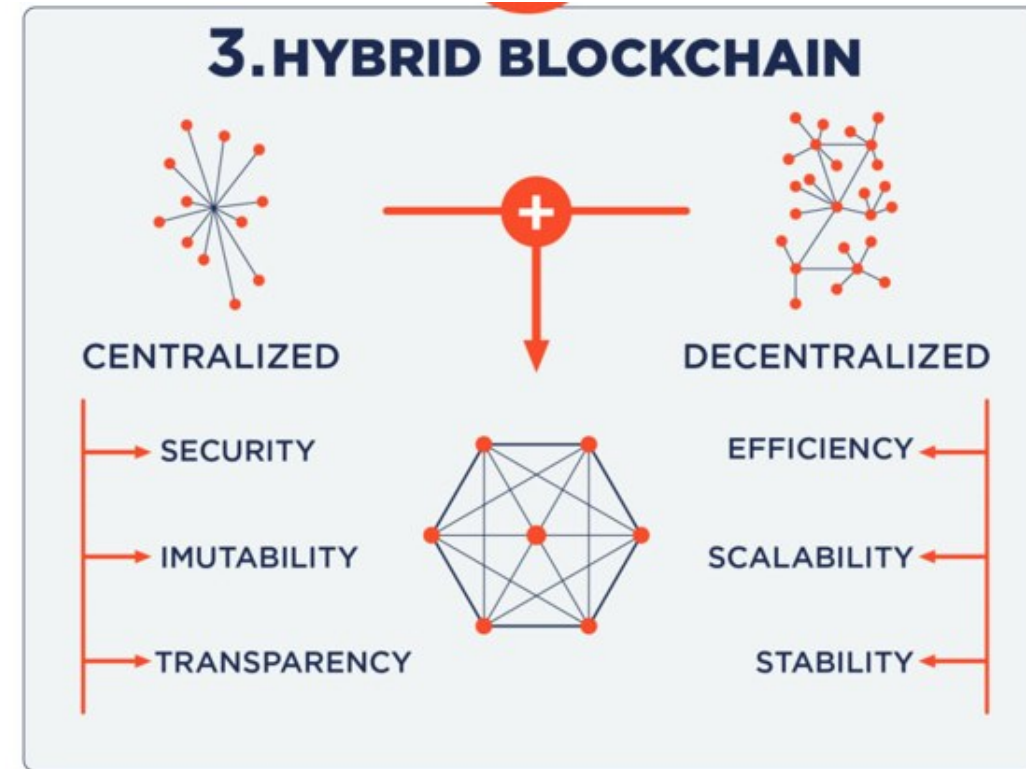 3. HYBRID BLOCKCHAIN
CENTRALIZED
SECURITY
IMUTABILITY
TRANSPARENCY
DECENTRALIZED
EFFICIENCY
SCALABILITY
STABILITY